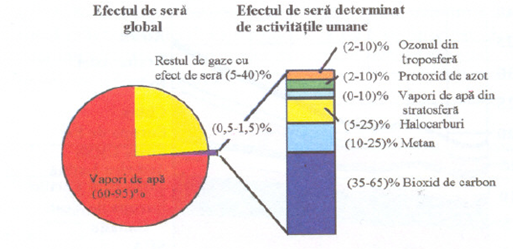 Efectul de seră
global
Efectul de seră determinat
de activitățile umane
Restul de gaze cu
efect de seră (5-40)%
(0,5-1,5)%
Vapori de apă
(60-95)%
(2-10)% Ozonul din
troposferă
(2-10)% Protoxid de azot
(0-10)% Vapori de apă din
stratosferă
(5-25)% Halocarburi
(10-25)% Metan
(35-65)% Bioxid de carbon